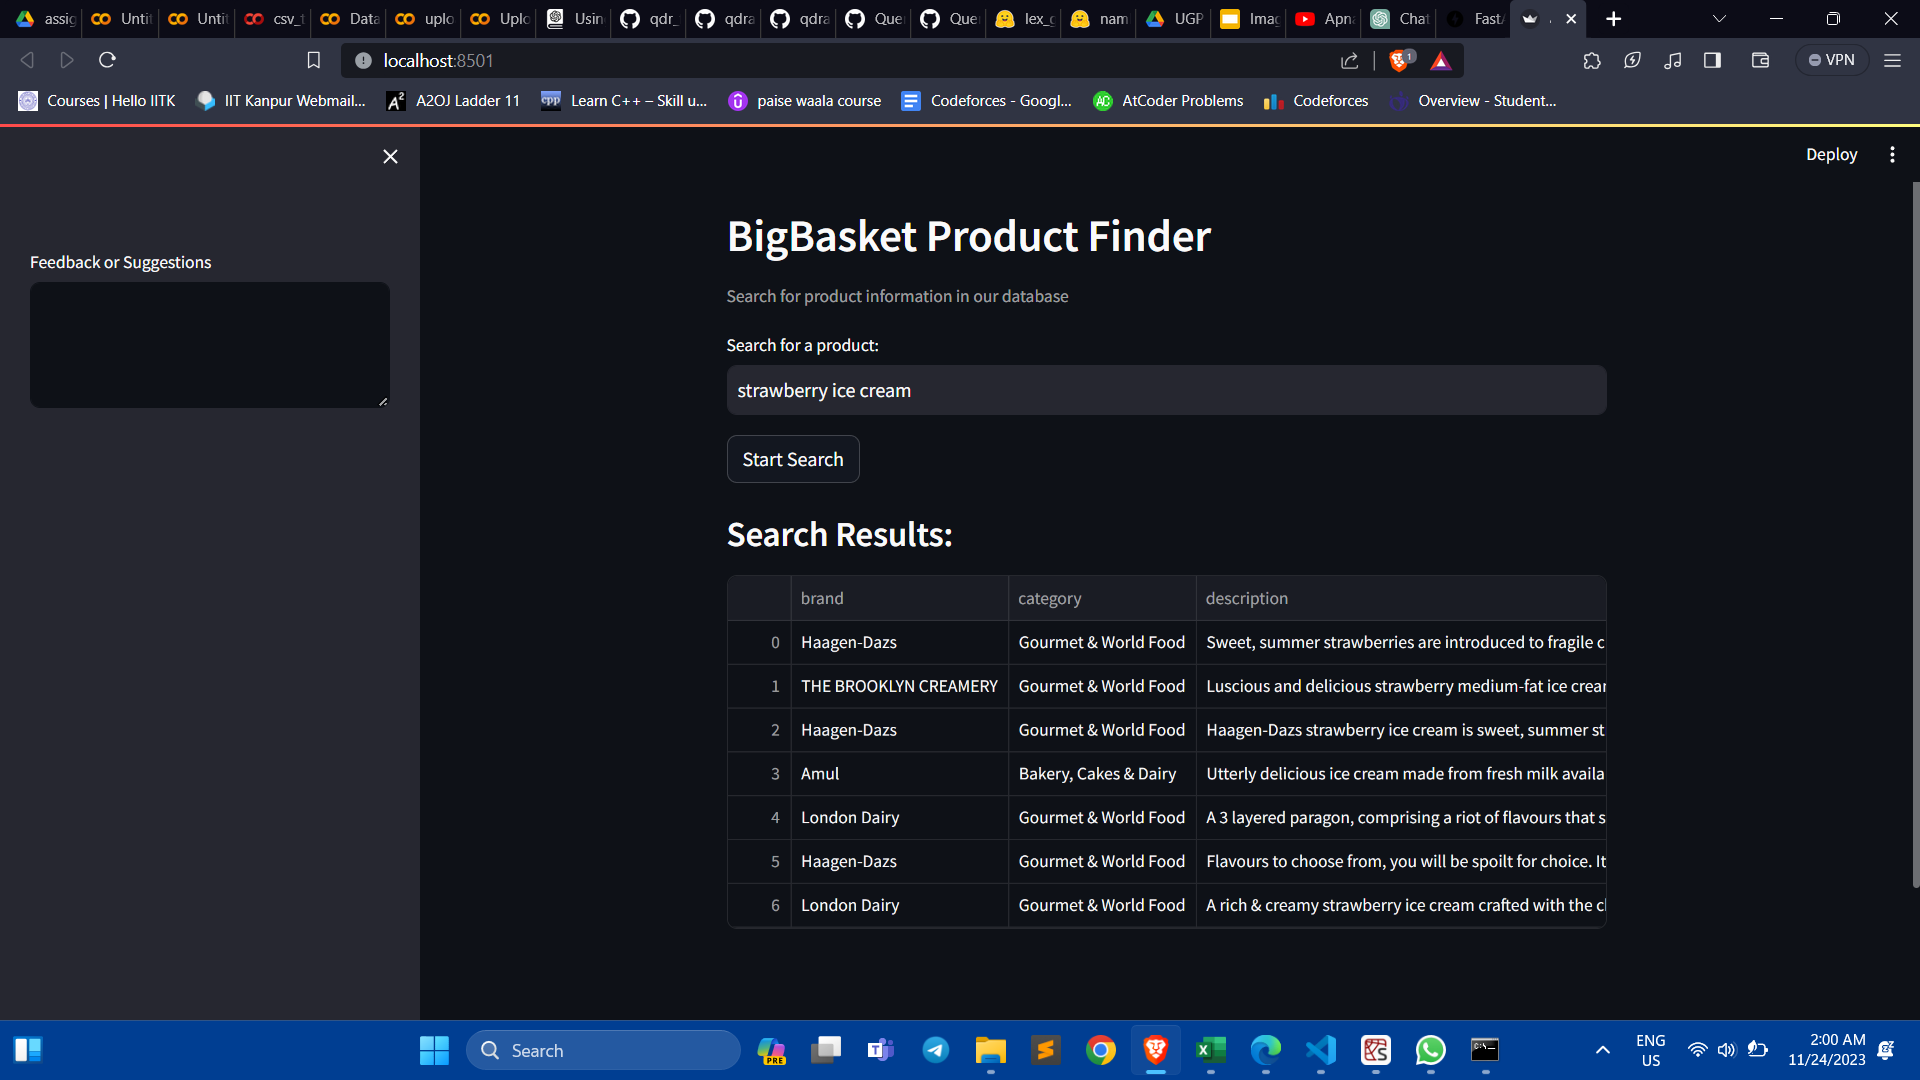 assig Untit Untit csv_t Data uplo Uplo Usin qdr_ qdra qdra Quer Quer lex_g nam UGP Imag Apna Chat FastA
localhost:8501 1 VPN
Courses | Hello IITK IIT Kanpur Webmail... A2OJ Ladder 11 Learn C++ – Skill u... paise waala course Codeforces - Googl... AtCoder Problems Codeforces Overview - Student...
Deploy
Feedback or Suggestions
BigBasket Product Finder
Search for product information in our database
Search for a product:
strawberry ice cream
Start Search
Search Results:
brand category description
0 Haagen-Dazs Gourmet & World Food Sweet, summer strawberries are introduced to fragile c
1 THE BROOKLYN CREAMERY Gourmet & World Food Luscious and delicious strawberry medium-fat ice crear
2 Haagen-Dazs Gourmet & World Food Haagen-Dazs strawberry ice cream is sweet, summer st
3 Amul Bakery, Cakes & Dairy Utterly delicious ice cream made from fresh milk availa
4 London Dairy Gourmet & World Food A 3 layered paragon, comprising a riot of flavours that s
5 Haagen-Dazs Gourmet & World Food Flavours to choose from, you will be spoilt for choice. It
6 London Dairy Gourmet & World Food A rich & creamy strawberry ice cream crafted with the cl
Search PRE ENG 2:00 AM
US 11/24/2023